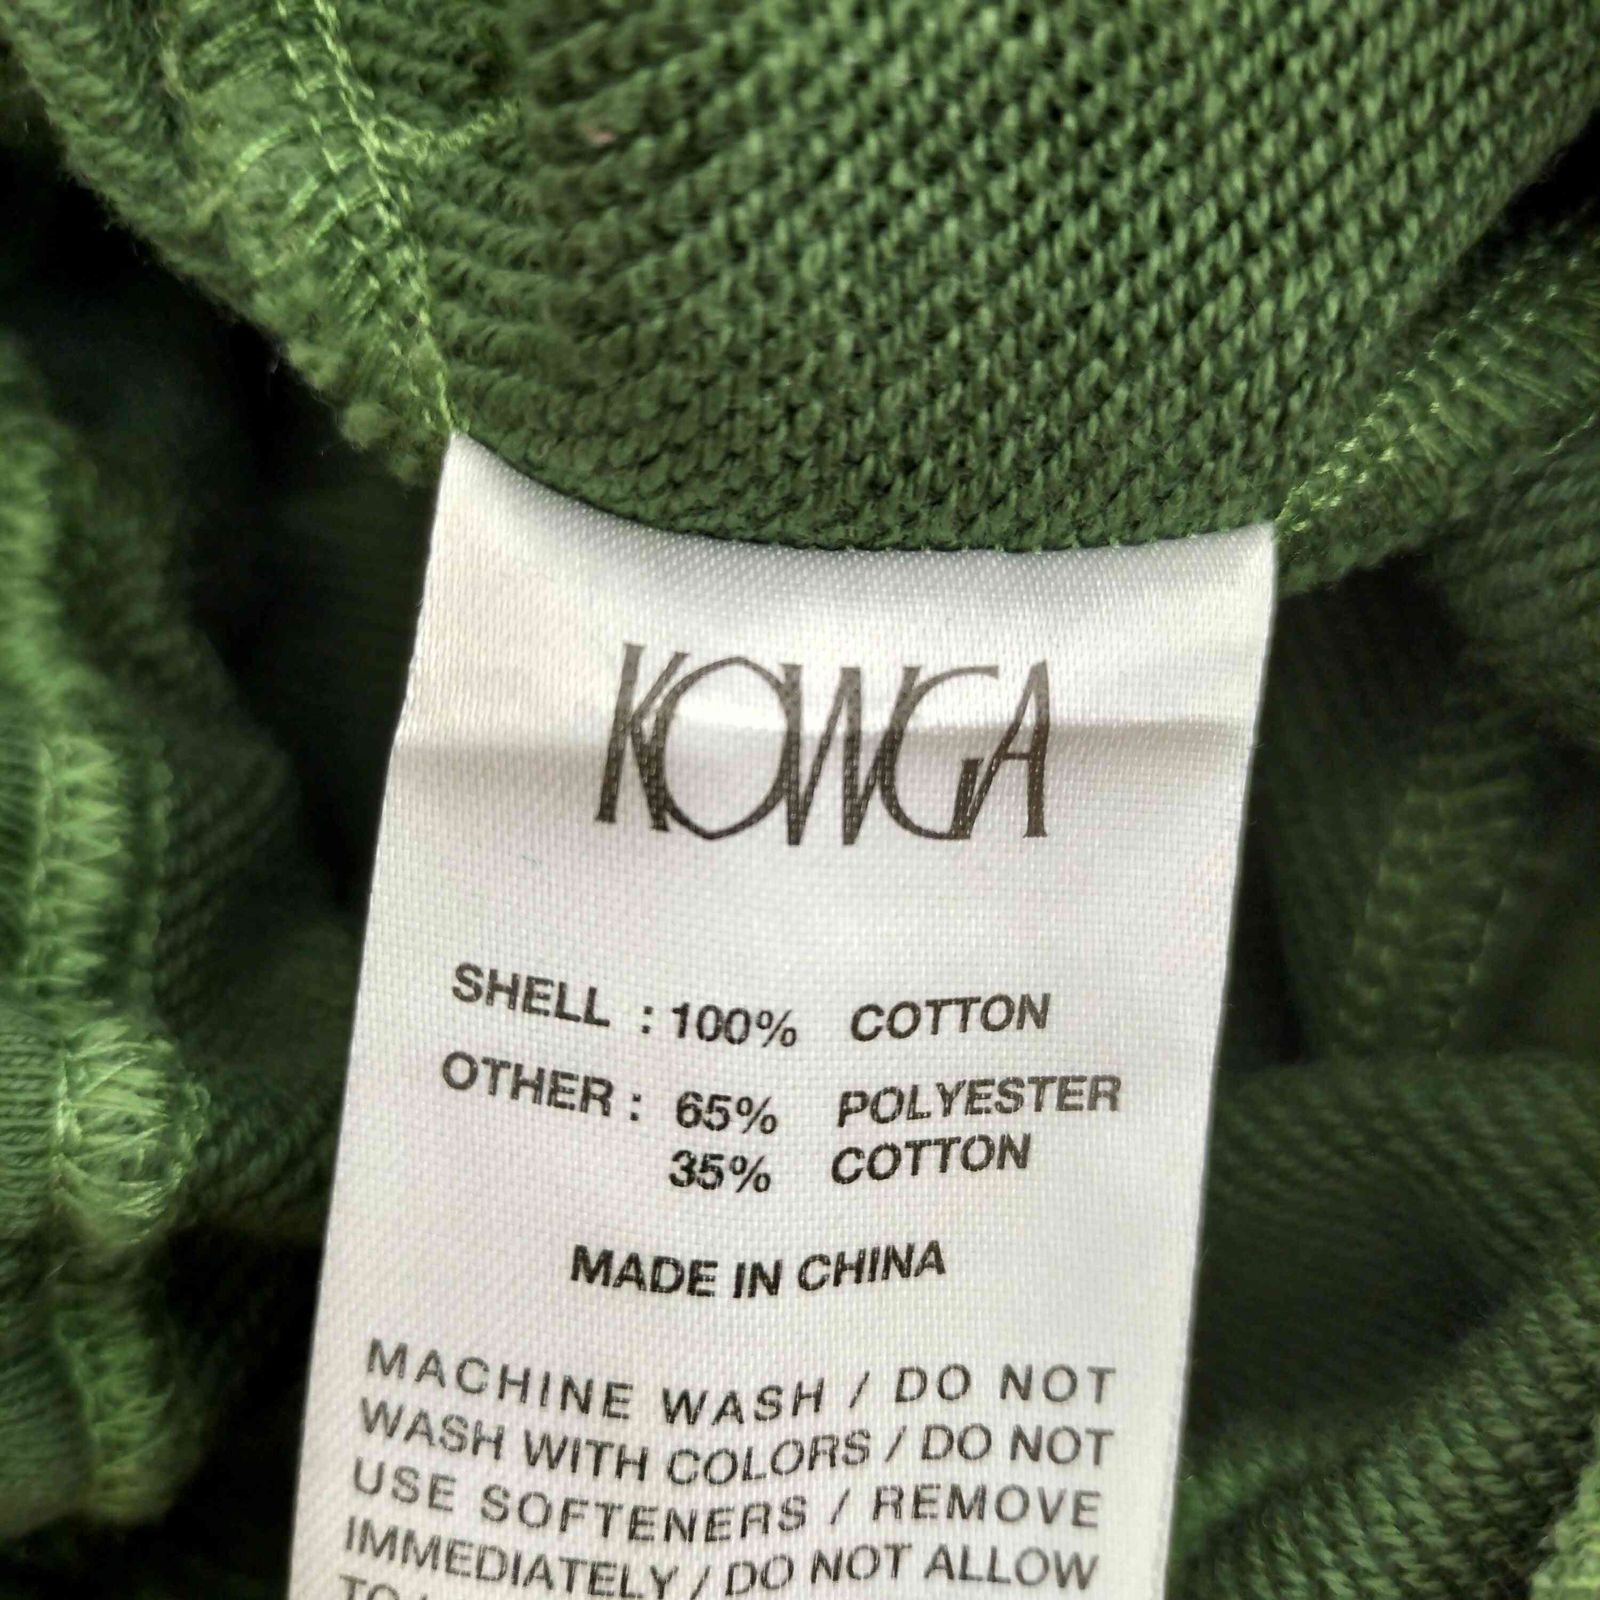 KOWGA
SHELL : 100% COTTON
OTHER : 65% POLYESTER
35% COTTON
MADE IN CHINA
MACHINE WASH / DO NOT
WASH WITH COLORS / DO NOT
USE SOFTENERS / REMOVE
IMMEDIATELY / DO NOT ALLOW
TO